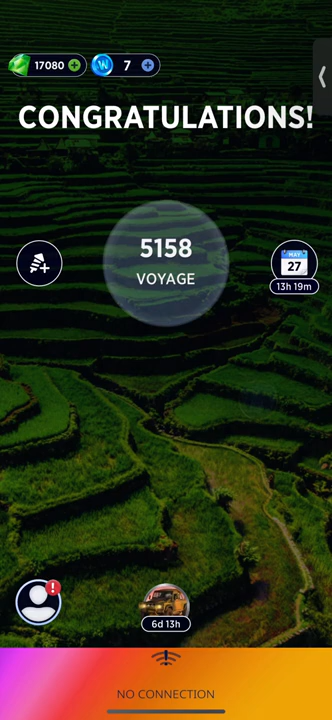 17080
W 7
CONGRATULATIONS!
5158
VOYAGE
MAY
27
13h 19m
6d 13h
NO CONNECTION